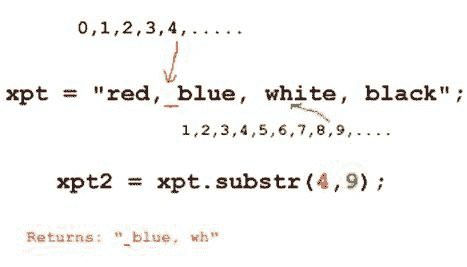 0,1,2,3,4,.....
xpt = "red,_blue, white, black";
1,2,3,4,5,6,7,8,9,....
xpt2 = xpt.substr(4,9);
Returns: "_blue, wh"